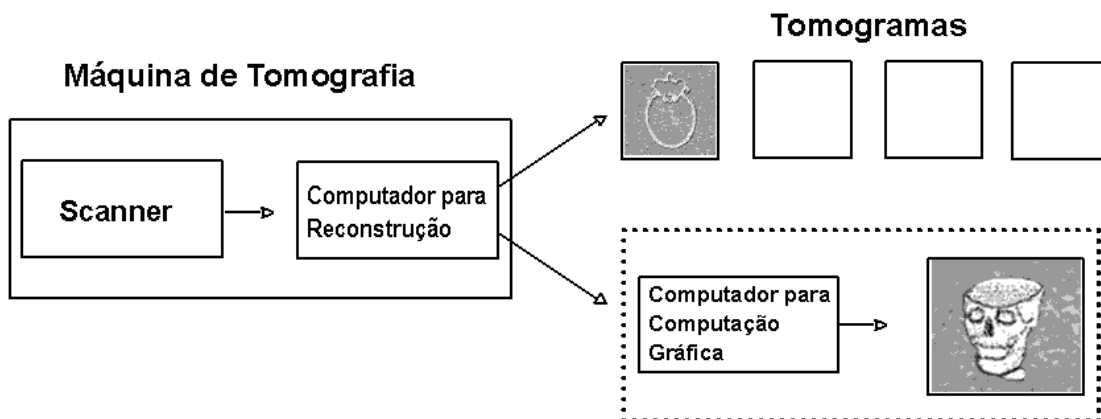 Tomogramas
Máquina de Tomografia
Scanner
Computador para
Reconstrução
Computador para
Computação
Gráfica